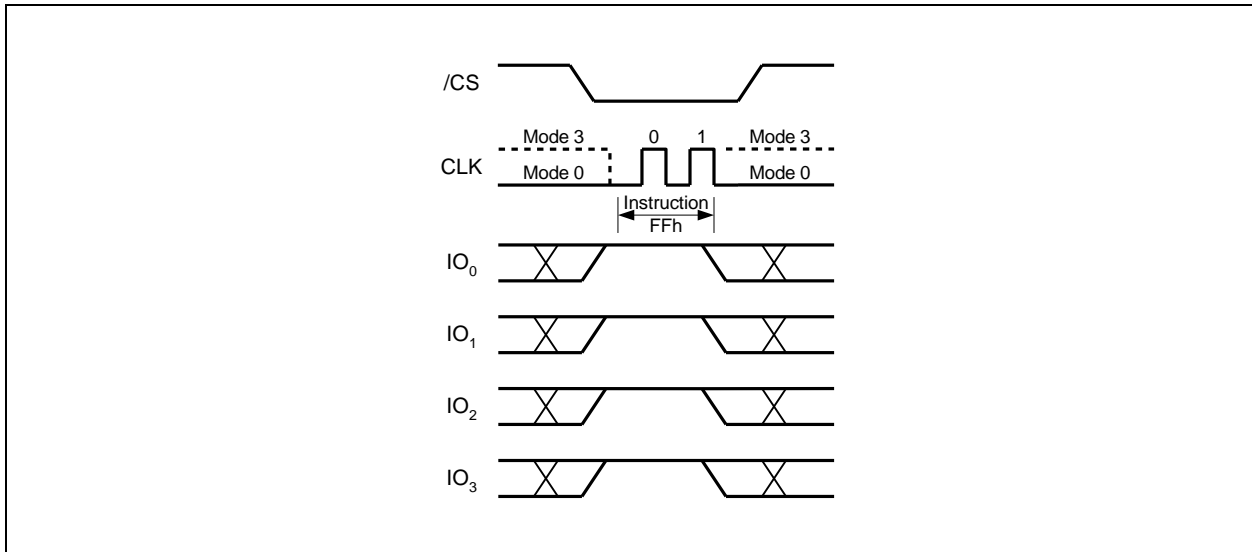 /CS
Mode 3 0 1 Mode 3
CLK
Mode 0 Mode 0
Instruction
FFh
IO0
IO1
IO2
IO3